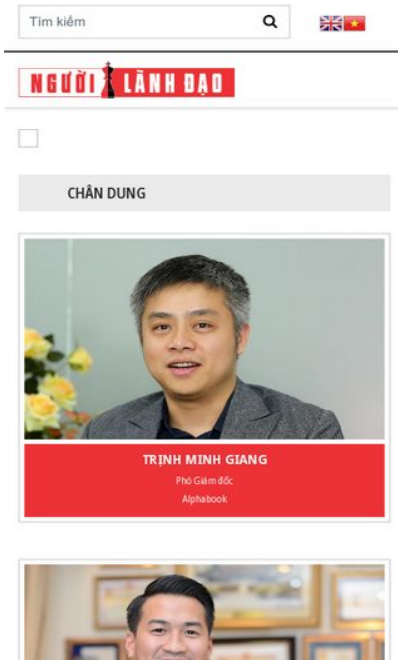 Tìm kiếm
NGƯỜI LÃNH ĐẠO
CHÂN DUNG
TRỊNH MINH GIANG
Phó Giám đốc
Alphabook